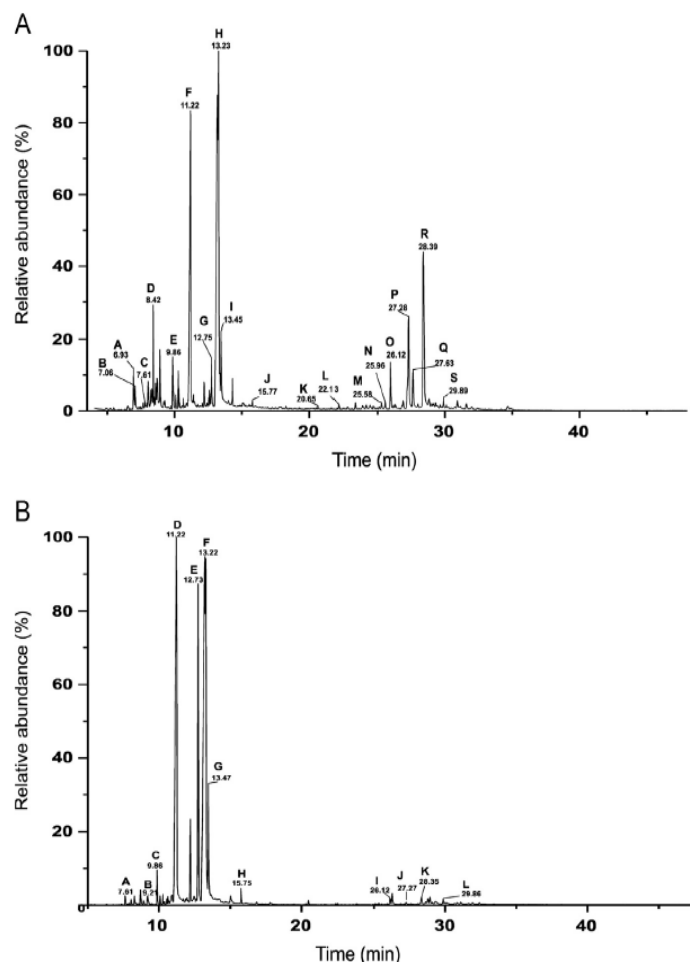 A
H
13.23
100
F
11.22
80
Relative abundance (%)
60
R
28.39
40
D
8.42
P
27.28
I
13.45
G
12.75
20
A
6.93
B
7.06
C
7.61
E
9.86
O
26.12
N
25.96
Q
27.63
M
25.58
L
22.13
K
20.65
J
15.77
S
29.89
0
10
20
30
40
Time (min)
B
D
11.22
100
F
13.22
E
12.73
80
Relative abundance (%)
60
40
G
13.47
20
C
9.86
A
7.61
B
9.21
H
15.75
I
26.12
J
27.27
K
28.35
L
29.86
10
20
30
40
Time (min)